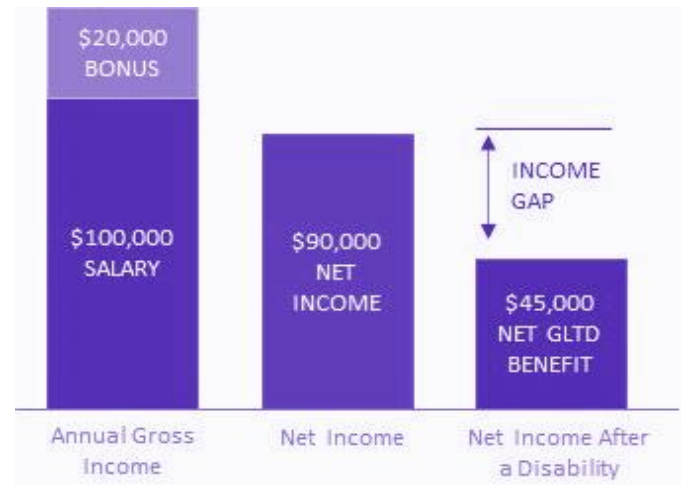 $20,000
BONUS
$100,000
SALARY
$90,000
NET
INCOME
INCOME
GAP
$45,000
NET GLTD
BENEFIT
Annual Gross
Income
Net Income
Net Income After
a Disability